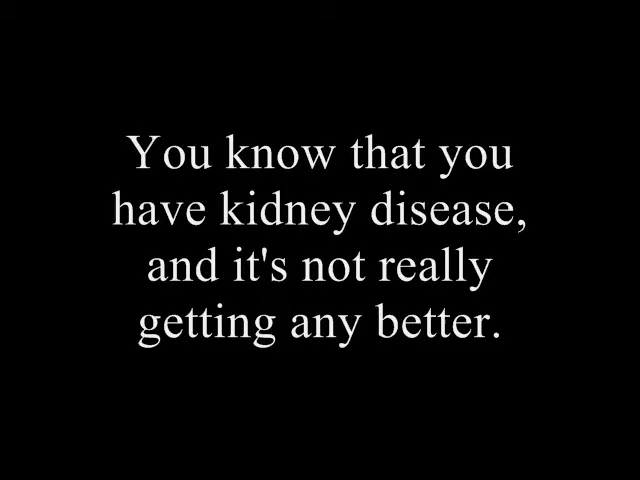 You know that you
have kidney disease,
and it's not really
getting any better.